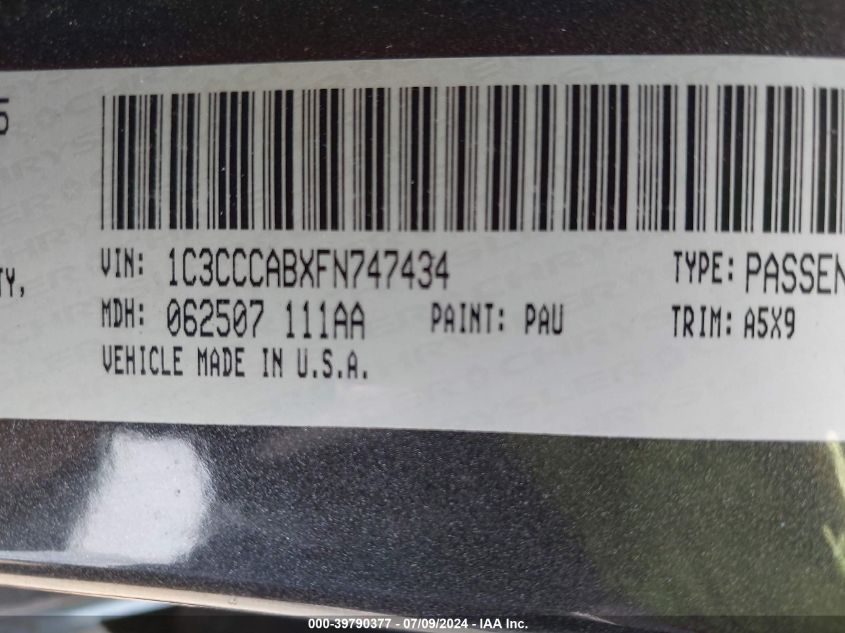 VIN: 1C3CCCABXFN747434 TYPE: PASSEN
TY,
MDH: 062507 111AA PAINT: PAU TRIM: A5X9
VEHICLE MADE IN U.S.A.
000-39790377 - 07/09/2024 - IAA Inc.